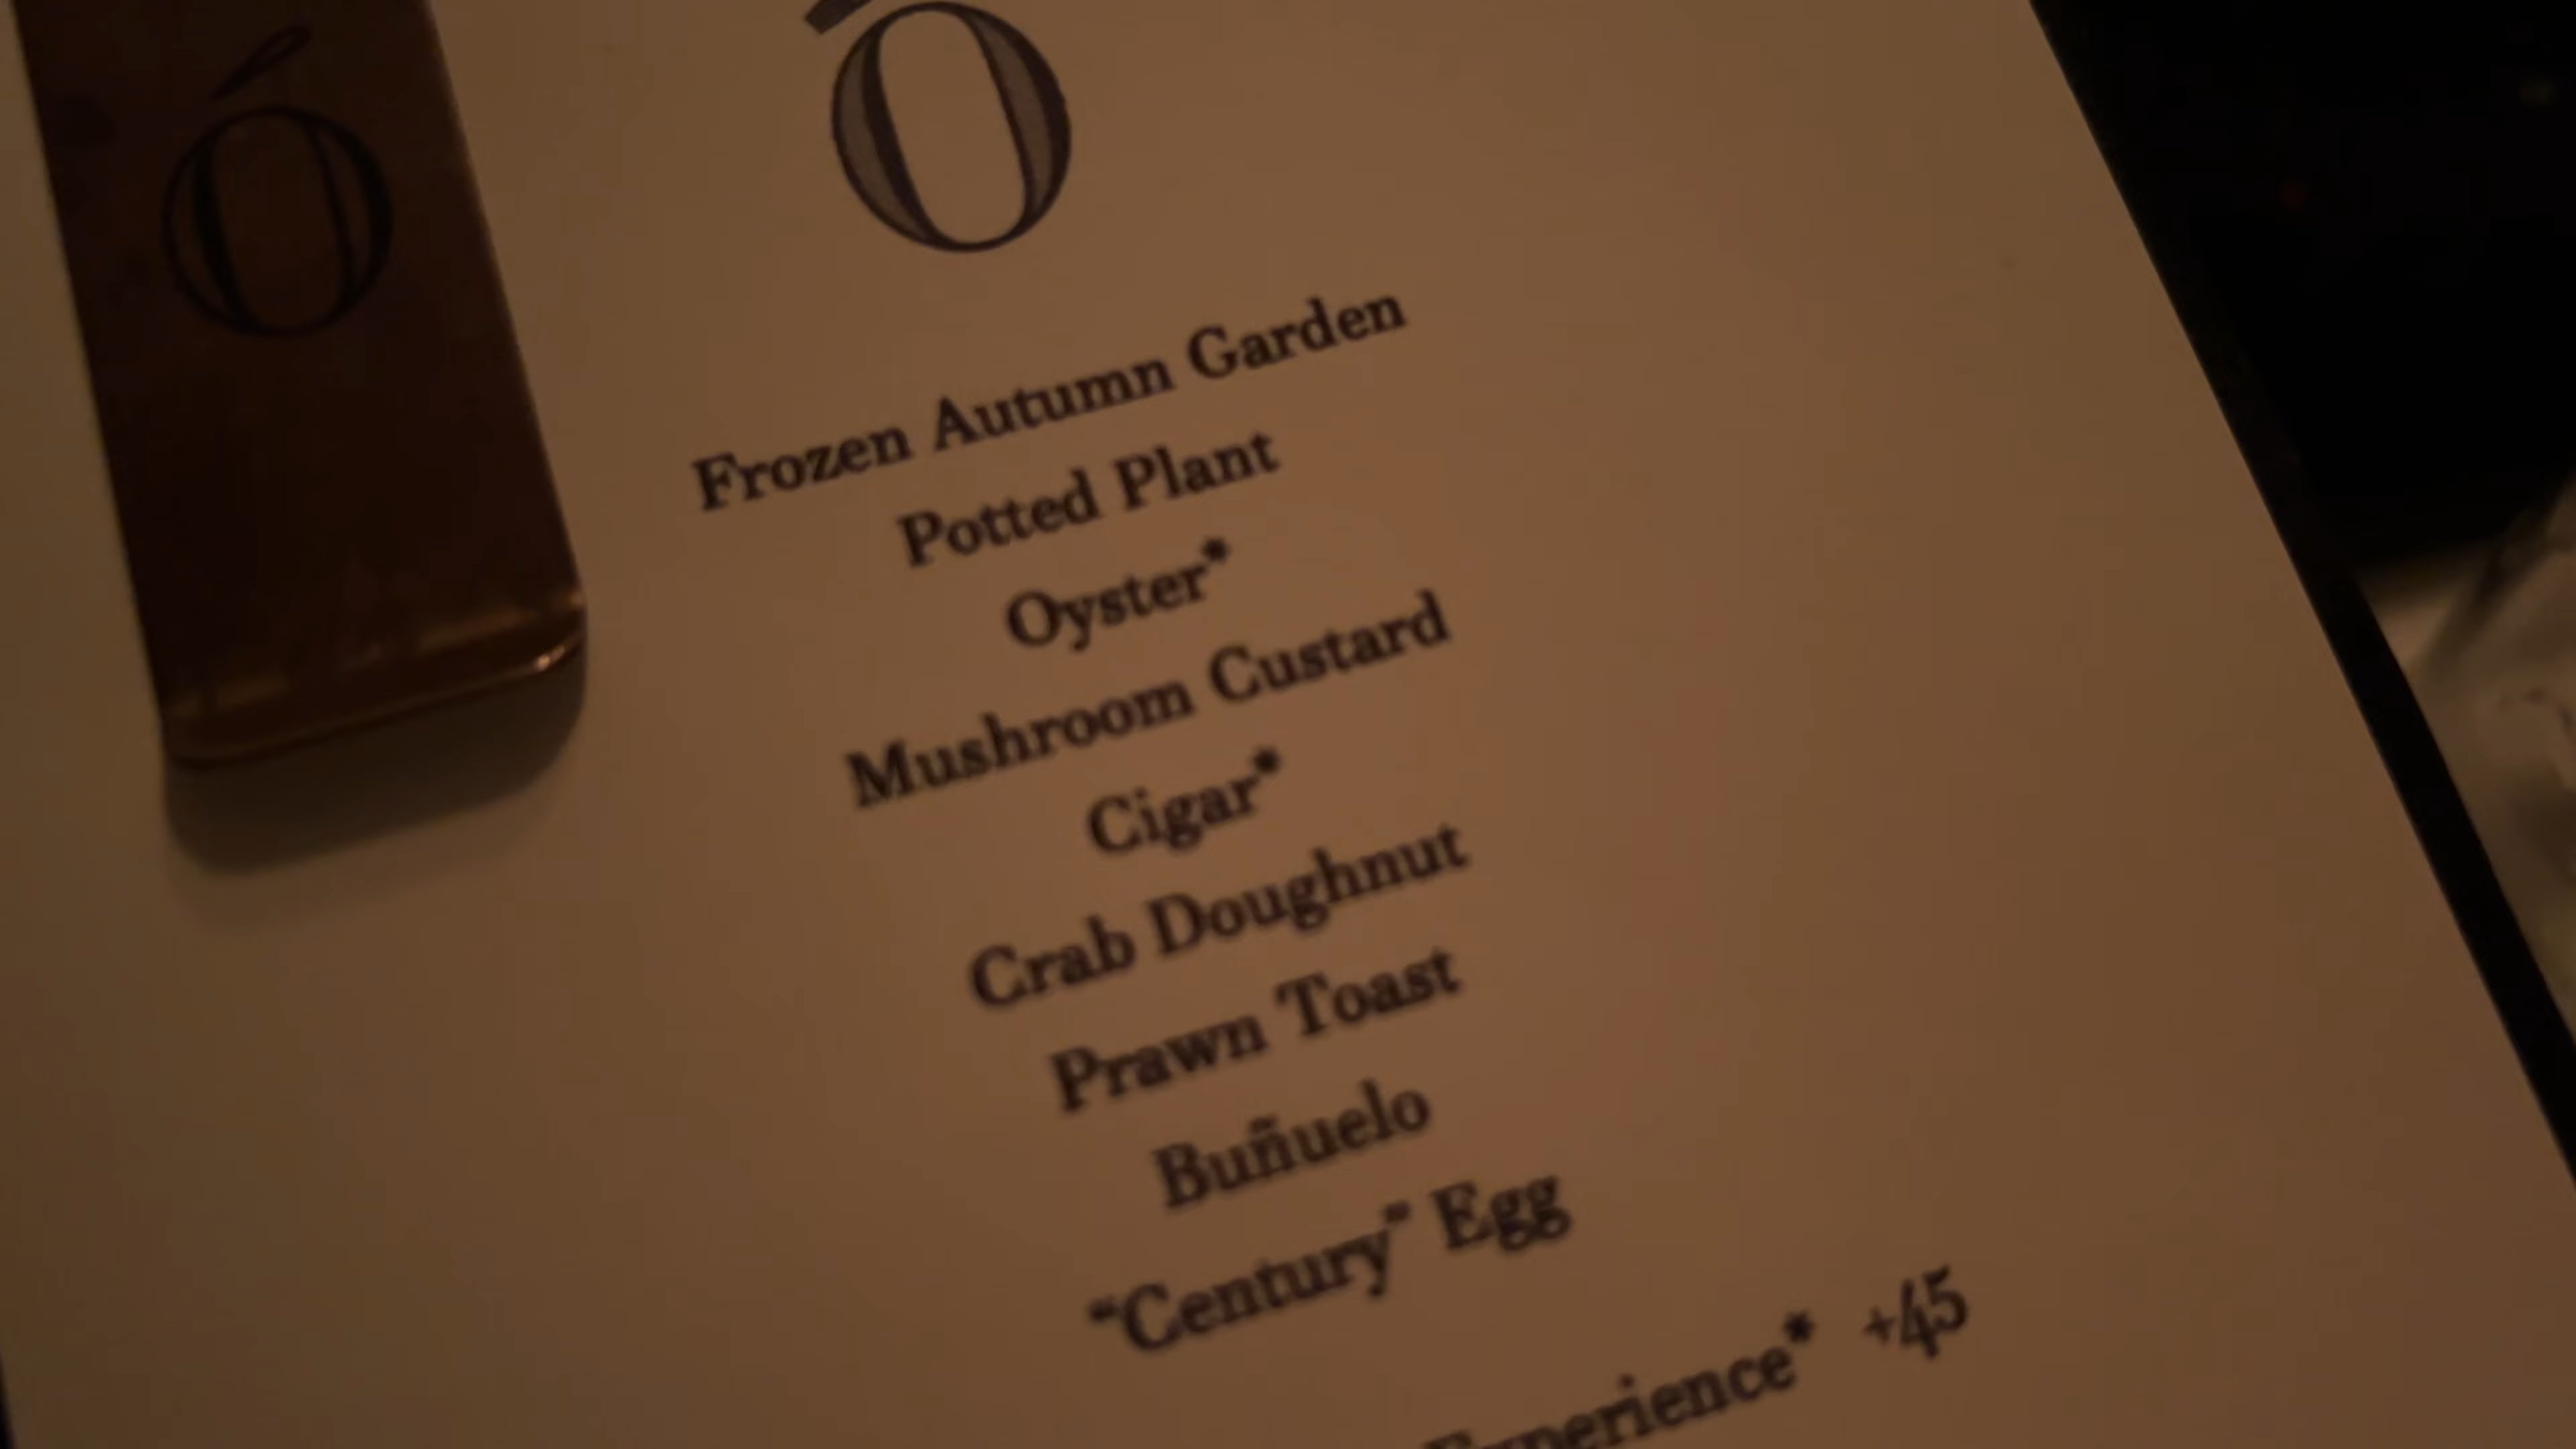 Ó
Ó
Frozen Autumn Garden
Potted Plant
Oyster*
Mushroom Custard
Cigar*
Crab Doughnut
Prawn Toast
Buñuelo
“Century” Egg
Experience* +45